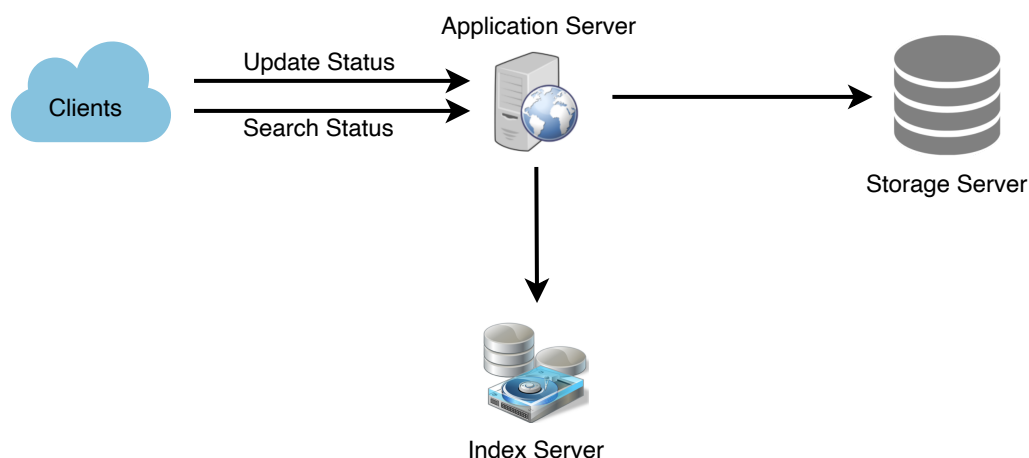 Application Server
Update Status
Clients
Search Status
Storage Server
Index Server